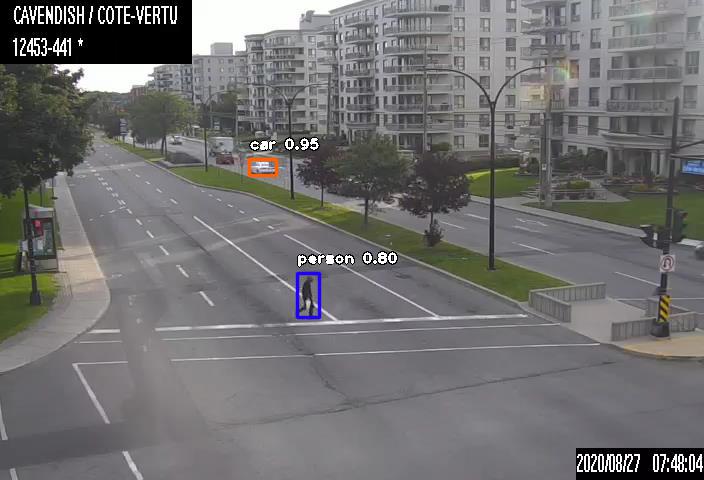 CAVENDISH / COTE-VERTU
12453-441 *
car 0.95
person 0.80
2020/08/27 07:48:04